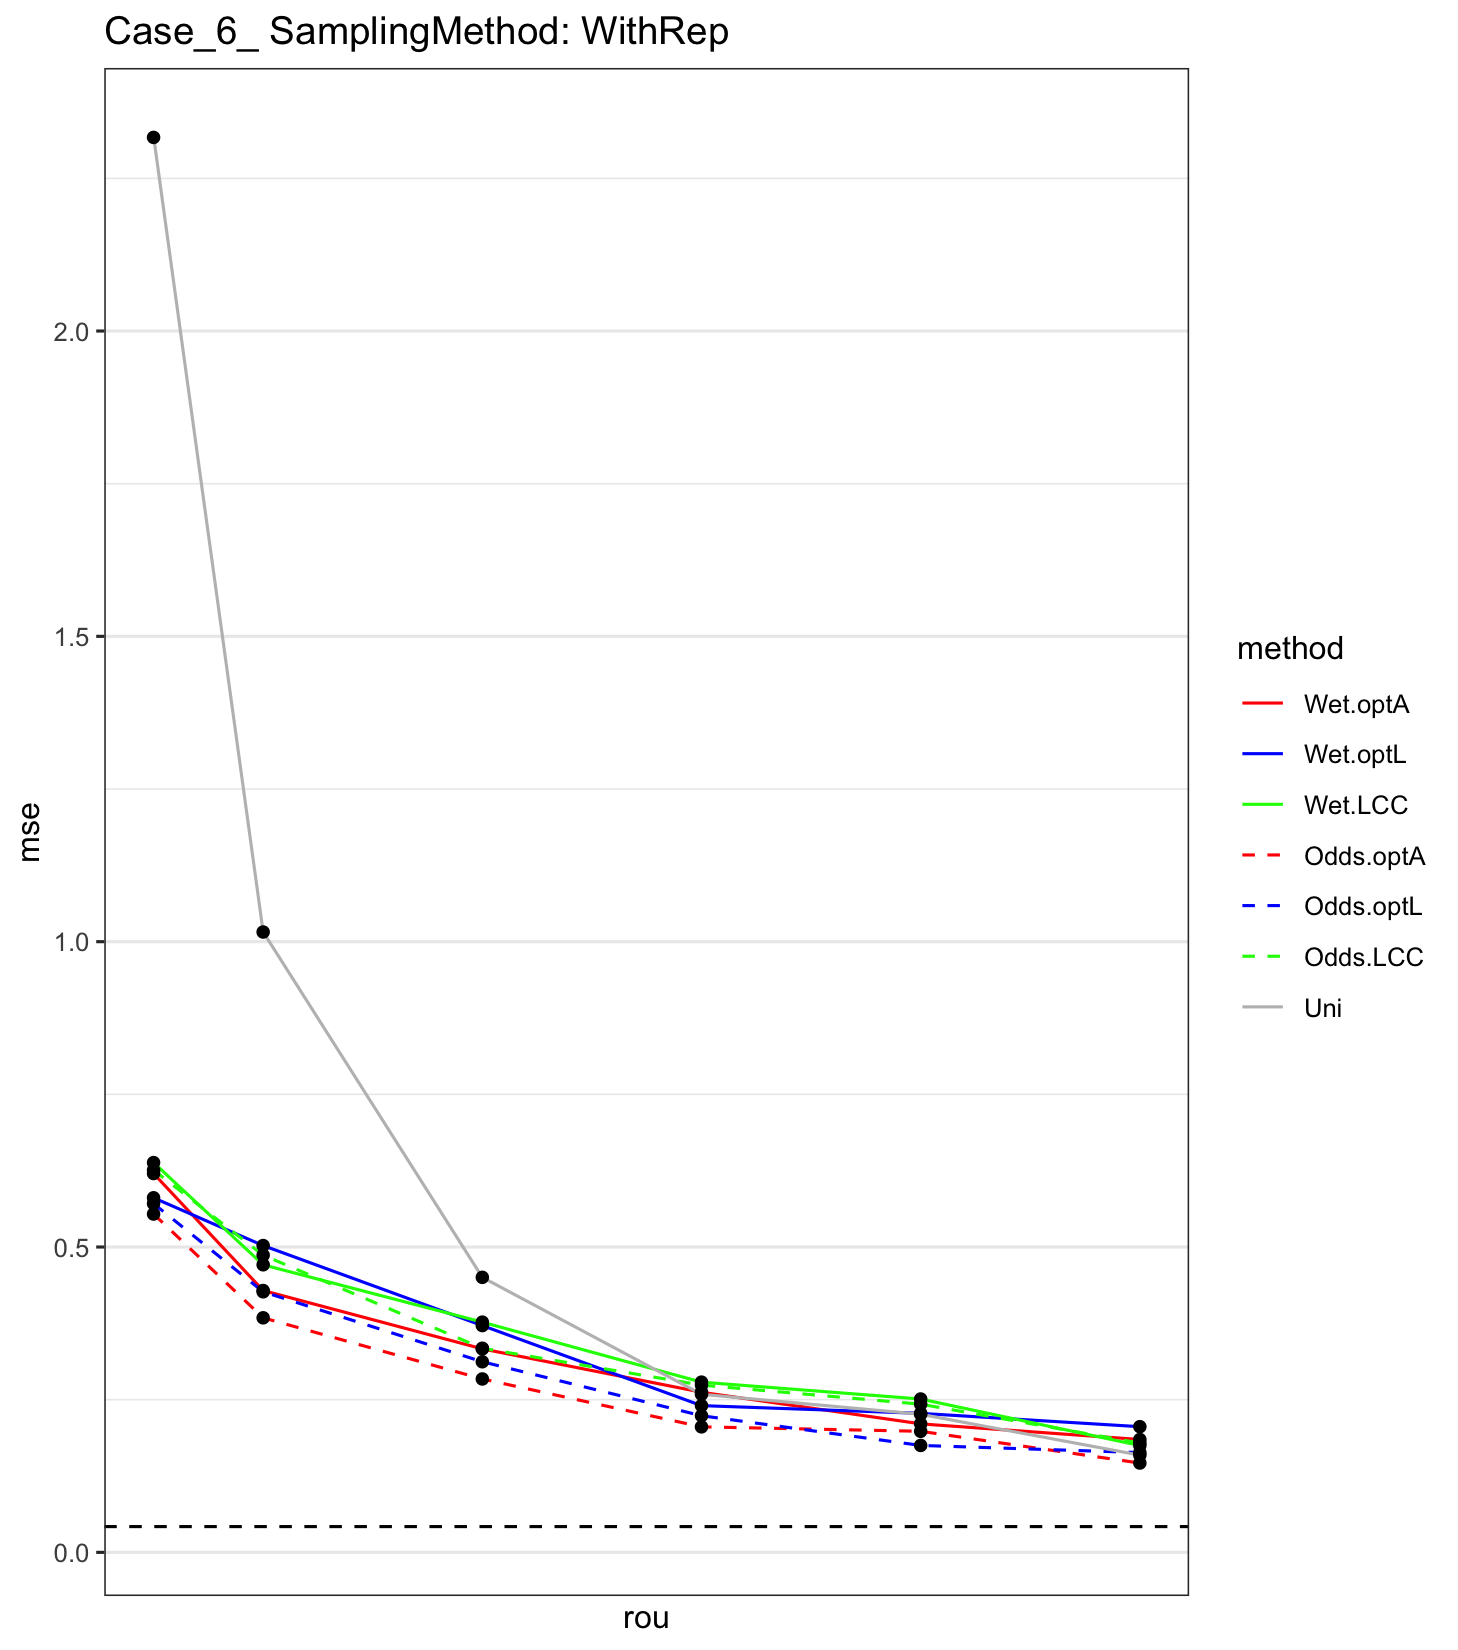 Case_6_ SamplingMethod: WithRep
2.0
1.5
1.0
0.5
0.0
mse
rou
method
Wet.optA
Wet.optL
Wet.LCC
Odds.optA
Odds.optL
Odds.LCC
Uni